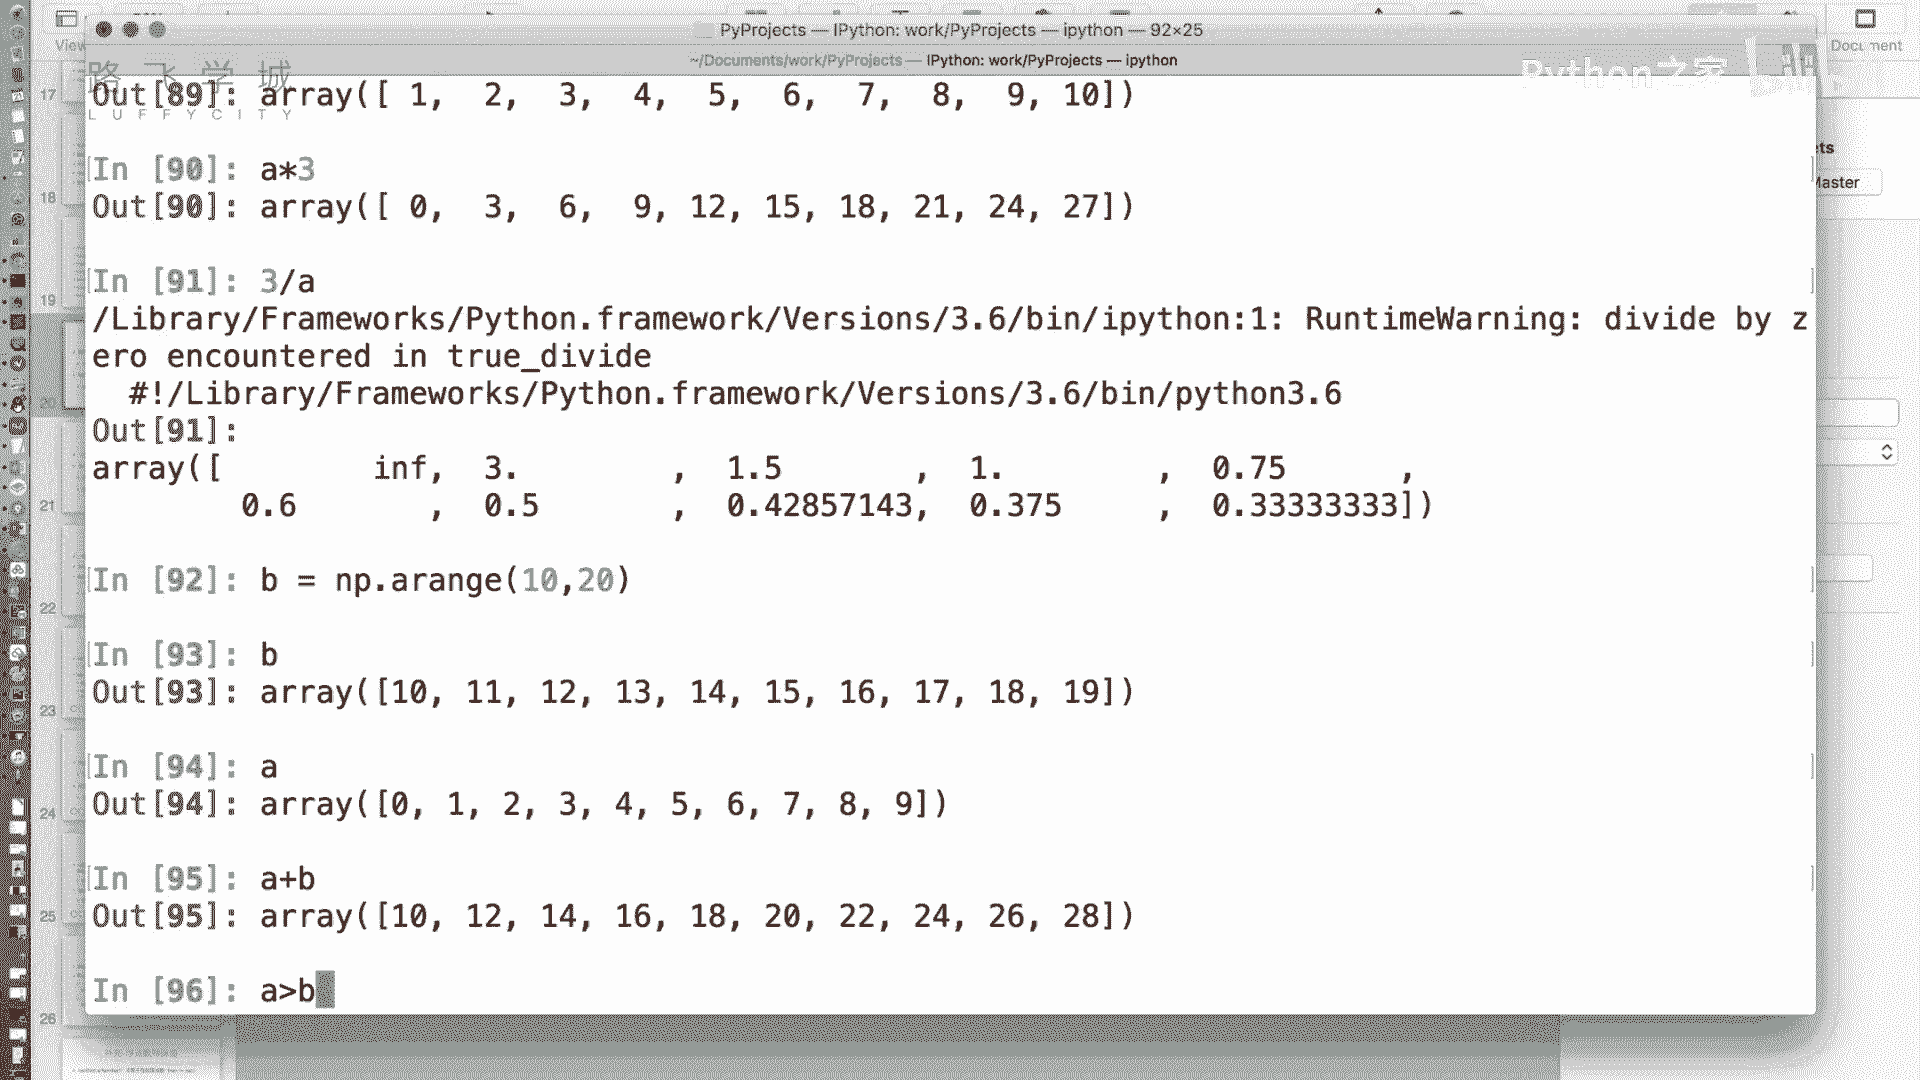 PyProjects — IPython: work/PyProjects — ipython — 92×25
~/Documents/work/PyProjects — IPython: work/PyProjects — ipython
View
Document
路飞学城
LUFFYCITY
Python之家
Out[89]: array([ 1,  2,  3,  4,  5,  6,  7,  8,  9, 10])
In [90]: a*3
Out[90]: array([ 0,  3,  6,  9, 12, 15, 18, 21, 24, 27])
In [91]: 3/a
/Library/Frameworks/Python.framework/Versions/3.6/bin/ipython:1: RuntimeWarning: divide by z
ero encountered in true_divide
  #!/Library/Frameworks/Python.framework/Versions/3.6/bin/python3.6
Out[91]:
array([        inf,  3.        ,  1.5       ,  1.        ,  0.75      ,
        0.6       ,  0.5       ,  0.42857143,  0.375     ,  0.33333333])
In [92]: b = np.arange(10,20)
In [93]: b
Out[93]: array([10, 11, 12, 13, 14, 15, 16, 17, 18, 19])
In [94]: a
Out[94]: array([0, 1, 2, 3, 4, 5, 6, 7, 8, 9])
In [95]: a+b
Out[95]: array([10, 12, 14, 16, 18, 20, 22, 24, 26, 28])
In [96]: a>b
17
18
19
20
21
22
23
24
25
26